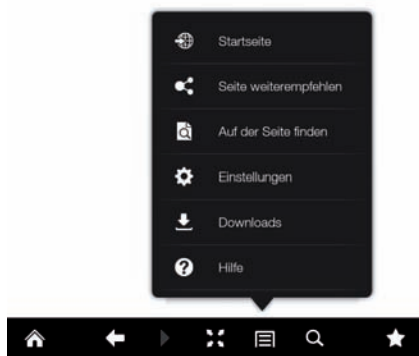 Startseite
Seite weiterempfehlen
Auf der Seite finden
Einstellungen
Downloads
Hilfe